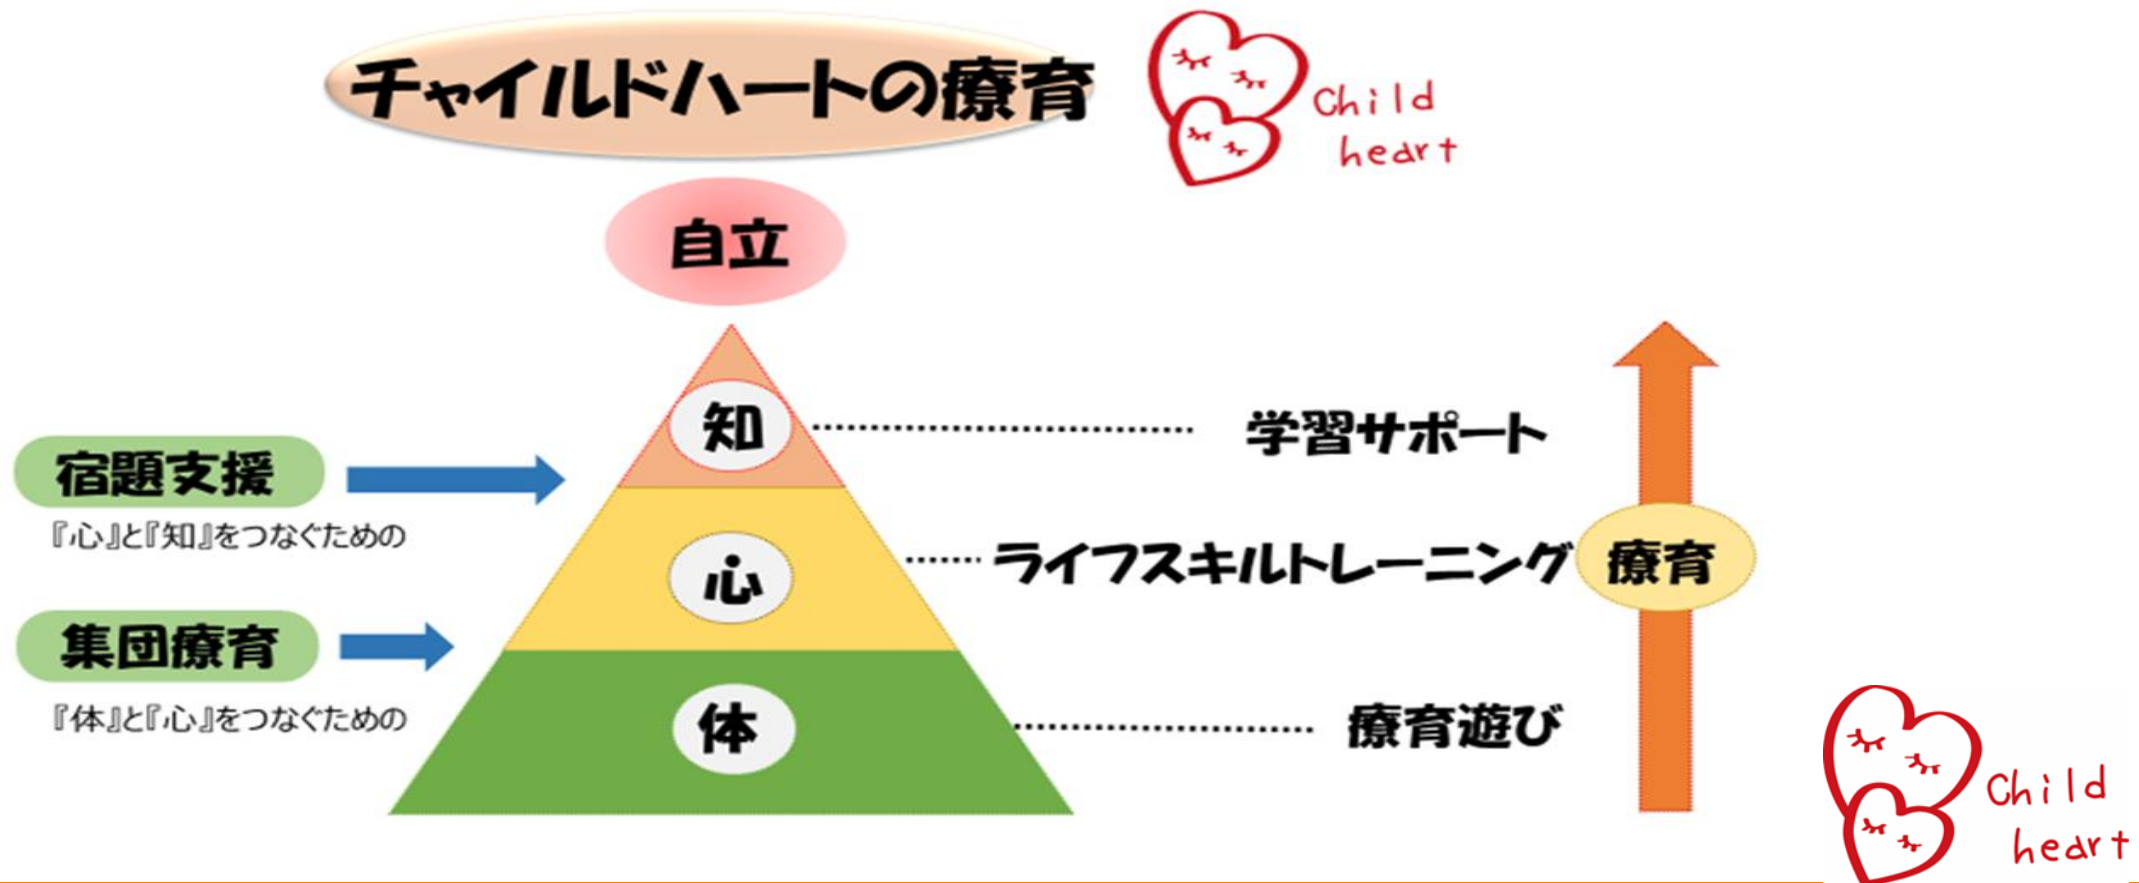 チャイルドハートの療育
Child
heart
自立
知
学習サポート
宿題支援
『心』と『知』をつなぐための
心
ライフスキルトレーニング
療育
集団療育
『体』と『心』をつなぐための
体
療育遊び
Child
heart